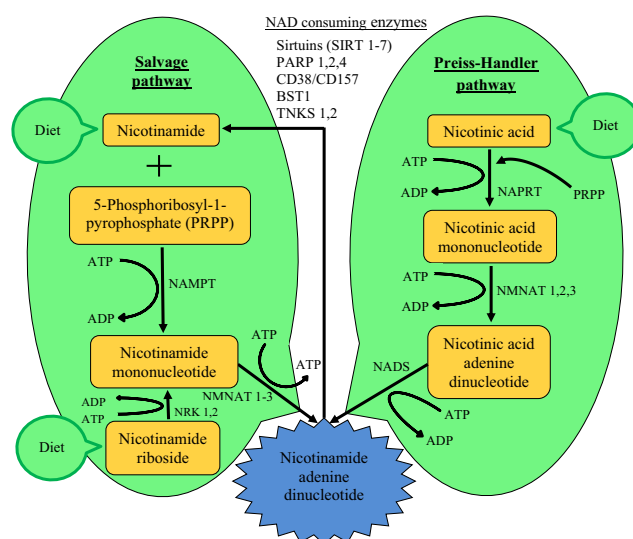 NAD consuming enzymes
Sirtuins (SIRT 1-7)
PARP 1,2,4
CD38/CD157
BST1
TNKS 1,2
Salvage
pathway
Diet
Nicotinamide
+
5-Phosphoribosyl-1-
pyrophosphate (PRPP)
ATP
NAMPT
ADP
Nicotinamide
mononucleotide
ATP
ATP
NMNAT 1-3
ADP
ATP
NRK 1,2
Diet
Nicotinamide
riboside
Preiss-Handler
pathway
Nicotinic acid
Diet
ATP
ADP
NAPRT
PRPP
Nicotinic acid
mononucleotide
ATP
NMNAT 1,2,3
ADP
Nicotinic acid
adenine
dinucleotide
NADS
ATP
ADP
Nicotinamide
adenine
dinucleotide